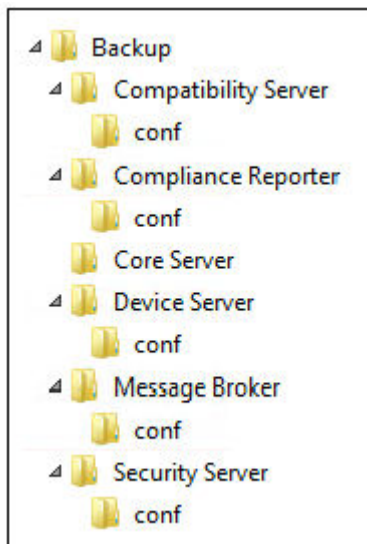 Backup
Compatibility Server
conf
Compliance Reporter
conf
Core Server
Device Server
conf
Message Broker
conf
Security Server
conf